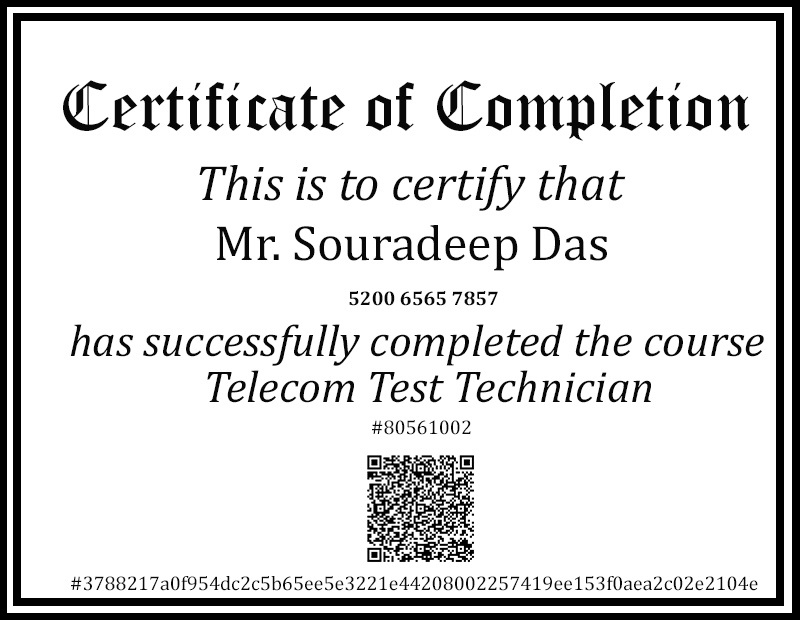 Certificate of Completion
This is to certify that
Mr. Souradeep Das
5200 6565 7857
has successfully completed the course
Telecom Test Technician
#80561002
#3788217a0f954dc2c5b65ee5e3221e44208002257419ee153f0aea2c02e2104e